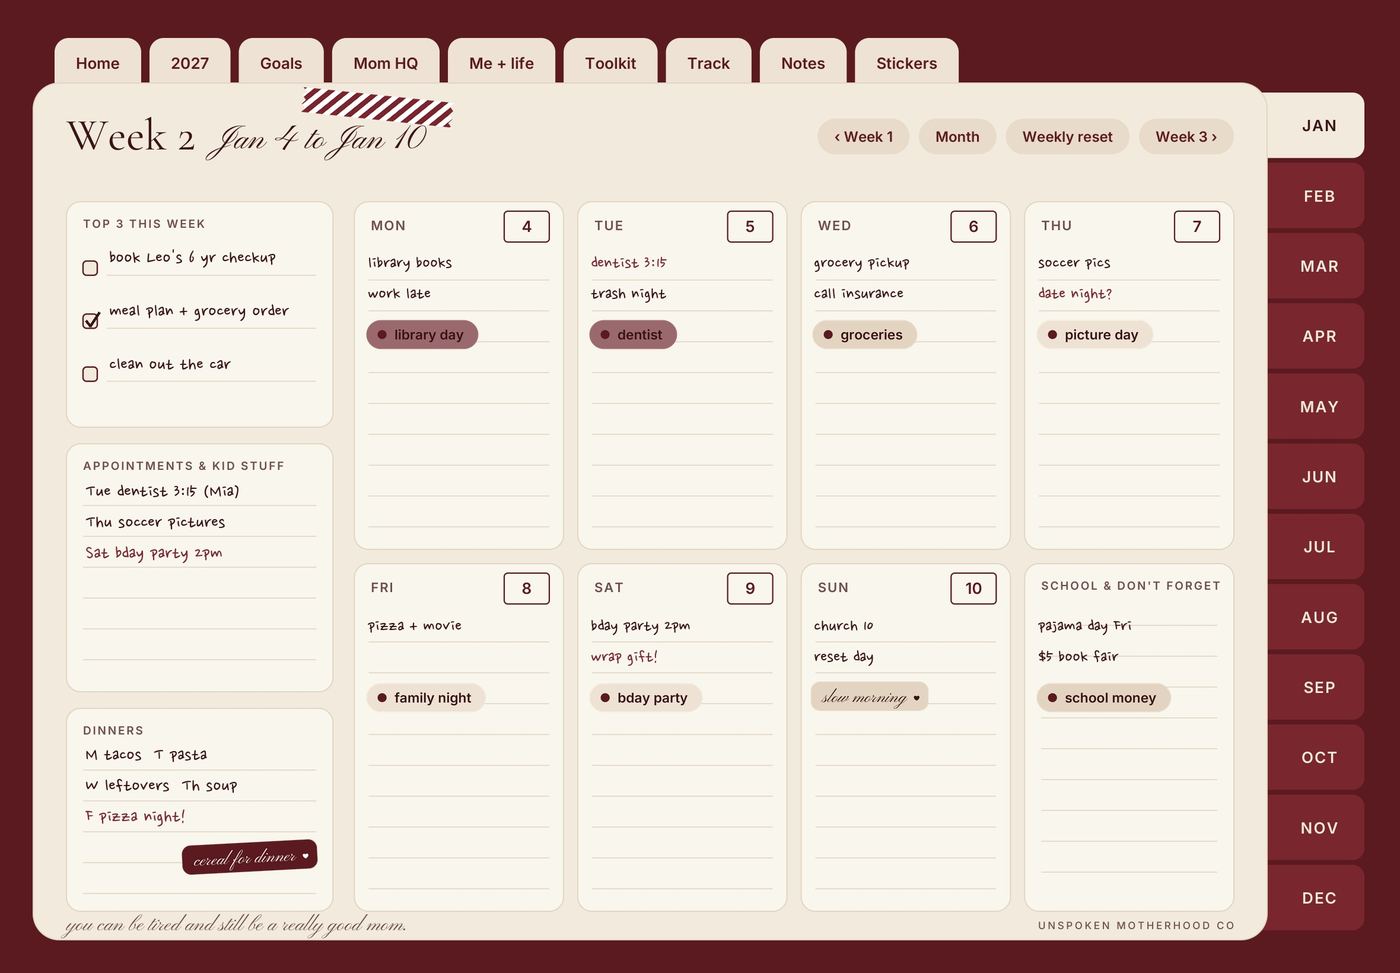 Home
2027
Goals
Mom HQ
Me + life
Toolkit
Track
Notes
Stickers
Week 2 Jan 4 to Jan 10
‹ Week 1
Month
Weekly reset
Week 3 ›
JAN
FEB
MAR
APR
MAY
JUN
JUL
AUG
SEP
OCT
NOV
DEC
TOP 3 THIS WEEK
book Leo's 6 yr checkup
meal plan + grocery order
clean out the car
APPOINTMENTS & KID STUFF
Tue dentist 3:15 (Mia)
Thu soccer pictures
Sat bday party 2pm
DINNERS
M tacos T pasta
W leftovers Th soup
F pizza night!
cereal for dinner ♥
MON 4
library books
work late
library day
TUE 5
dentist 3:15
trash night
dentist
WED 6
grocery pickup
call insurance
groceries
THU 7
soccer pics
date night?
picture day
FRI 8
pizza + movie
family night
SAT 9
bday party 2pm
wrap gift!
bday party
SUN 10
church 10
reset day
slow morning ♥
SCHOOL & DON'T FORGET
pajama day Fri
$5 book fair
school money
you can be tired and still be a really good mom.
UNSPOKEN MOTHERHOOD CO